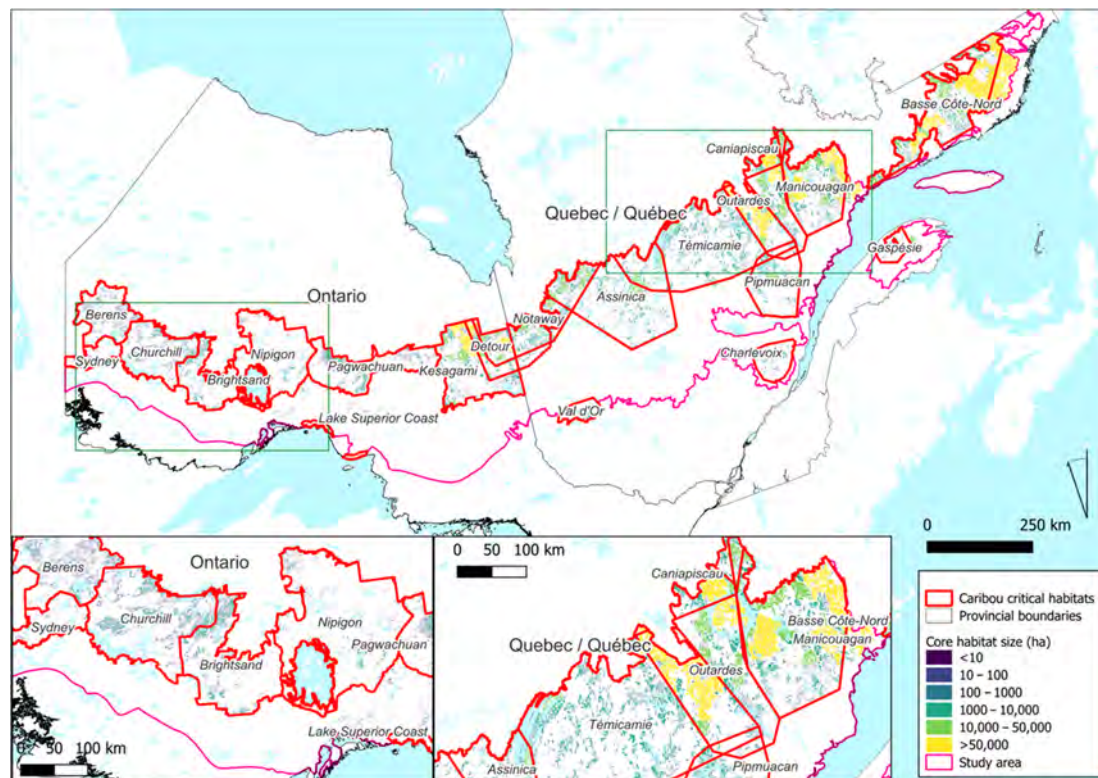 Basse Côte-Nord
Caniapiscau
Manicouagan
Outardes
Quebec / Québec
Témicamie
Gaspésie
Pipmuacan
Assinica
Ontario
Berens
Nottaway
Detour
Churchill
Nipigon
Sydney
Pagwachuan
Kesagami
Charlevoix
Brightsand
Val d'Or
Lake Superior Coast
0 250 km
Ontario
Berens
Churchill
Sydney
Nipigon
Pagwachuan
Brightsand
Lake Superior Coast
0 50 100 km
0 50 100 km
Caniapiscau
Basse Côte-Nord
Manicouagan
Quebec / Québec
Outardes
Témicamie
Assinica
Pipmuacan
Caribou critical habitats
Provincial boundaries
Core habitat size (ha)
<10
10 – 100
100 – 1000
1000 – 10,000
10,000 – 50,000
>50,000
Study area